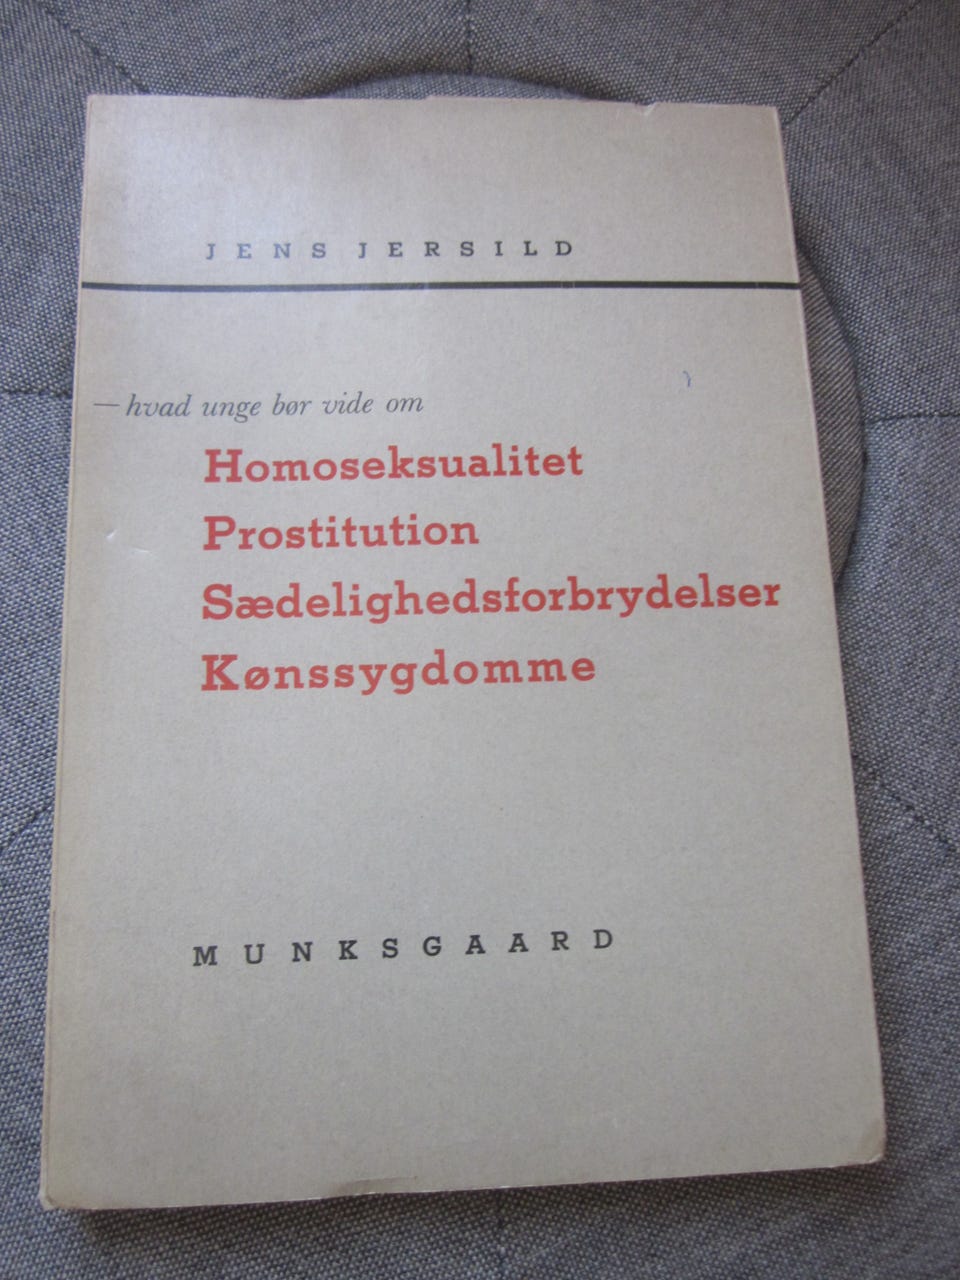 JENS JERSILD
— hvad unge bør vide om
Homoseksualitet
Prostitution
Sædelighedsforbrydelser
Kønssygdomme
MUNKSGAARD